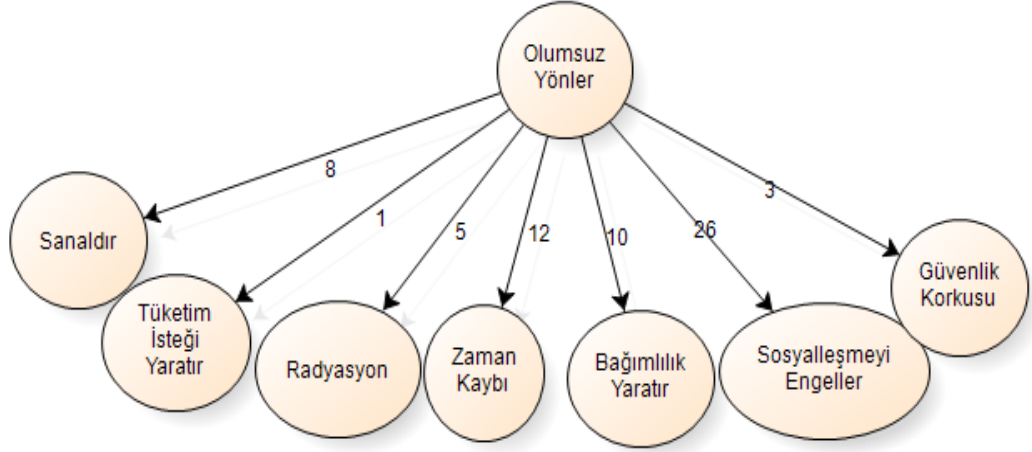 Olumsuz
Yönler
8
1
5
12
10
26
3
Sanaldır
Tüketim
İsteği
Yaratır
Radyasyon
Zaman
Kaybı
Bağımlılık
Yaratır
Sosyalleşmeyi
Engeller
Güvenlik
Korkusu